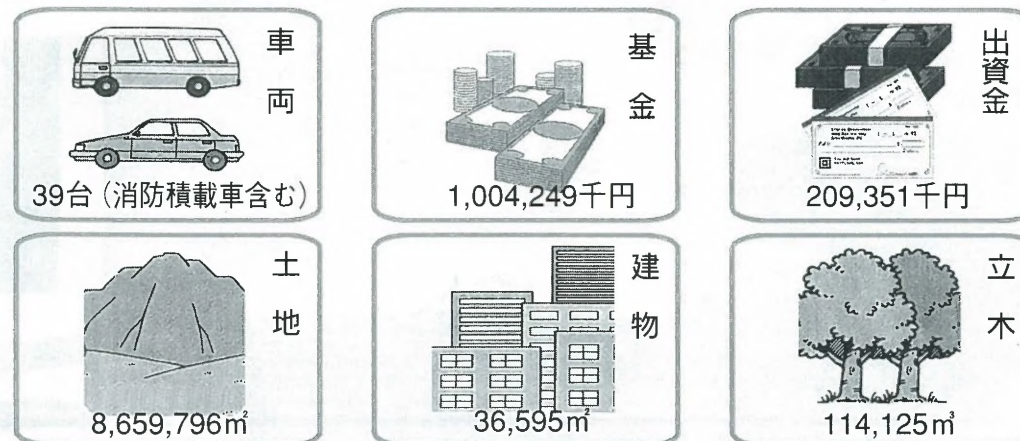 車両
39台（消防積載車含む）
基金
1,004,249千円
出資金
209,351千円
土地
8,659,796㎡
建物
36,595㎡
立木
114,125㎥